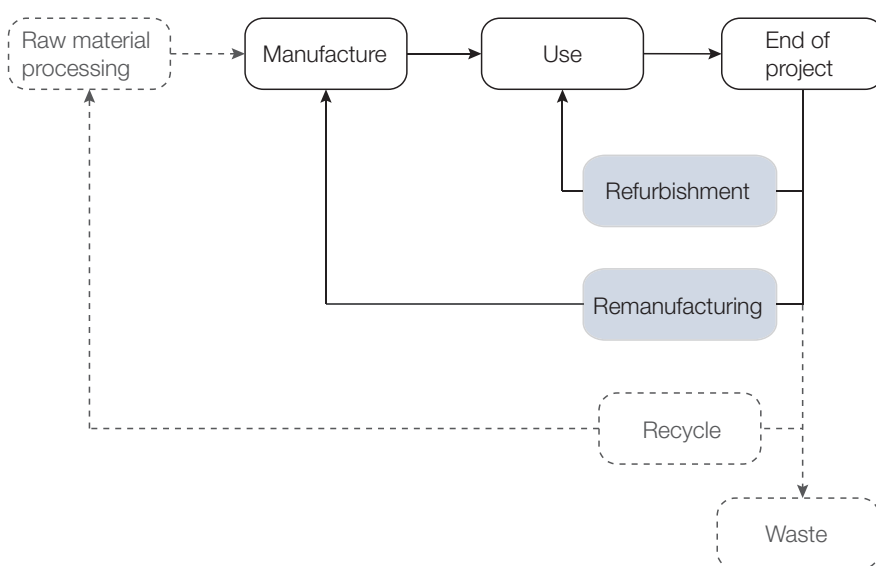 Raw material
processing
Manufacture
Use
End of
project
Refurbishment
Remanufacturing
Recycle
Waste